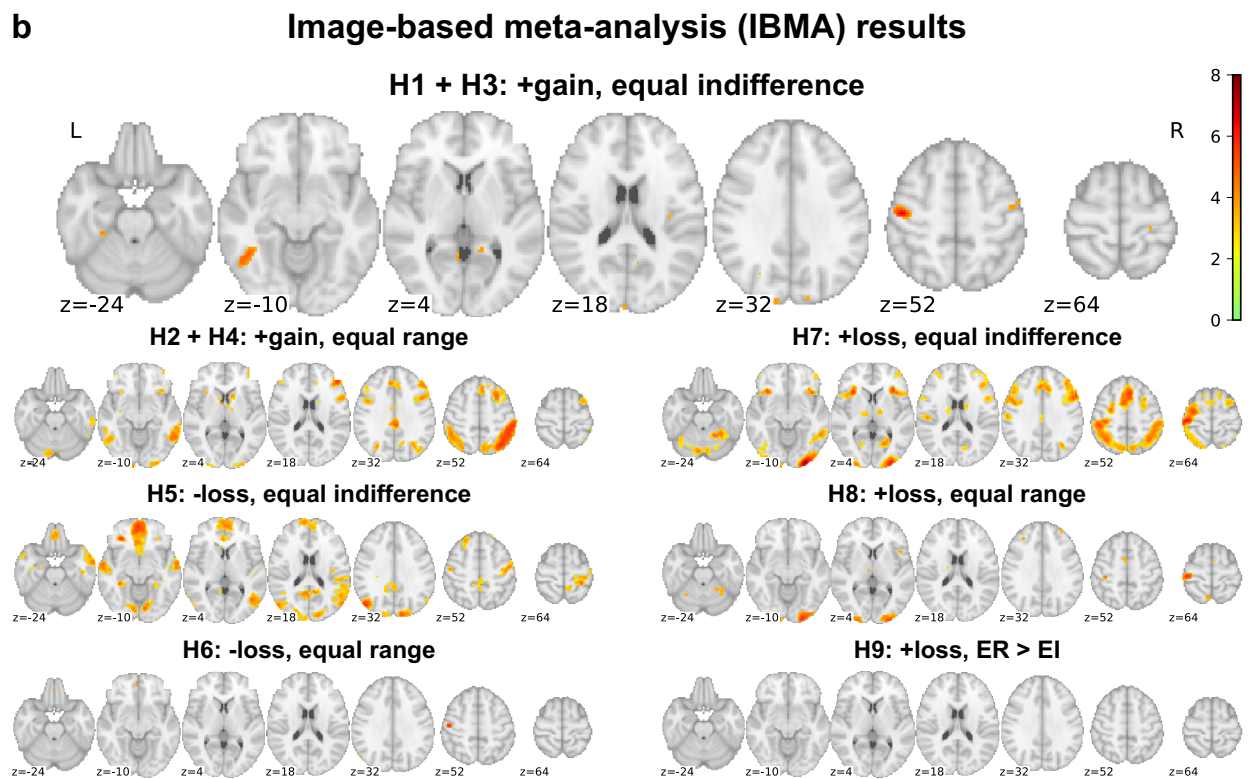 b
Image-based meta-analysis (IBMA) results
H1 + H3: +gain, equal indifference
L
R
8
6
4
2
0
z=-24 z=-10 z=4 z=18 z=32 z=52 z=64
H2 + H4: +gain, equal range
z=-24 z=-10 z=4 z=18 z=32 z=52 z=64
H7: +loss, equal indifference
z=-24 z=-10 z=4 z=18 z=32 z=52 z=64
H5: -loss, equal indifference
z=-24 z=-10 z=4 z=18 z=32 z=52 z=64
H8: +loss, equal range
z=-24 z=-10 z=4 z=18 z=32 z=52 z=64
H6: -loss, equal range
z=-24 z=-10 z=4 z=18 z=32 z=52 z=64
H9: +loss, ER > EI
z=-24 z=-10 z=4 z=18 z=32 z=52 z=64